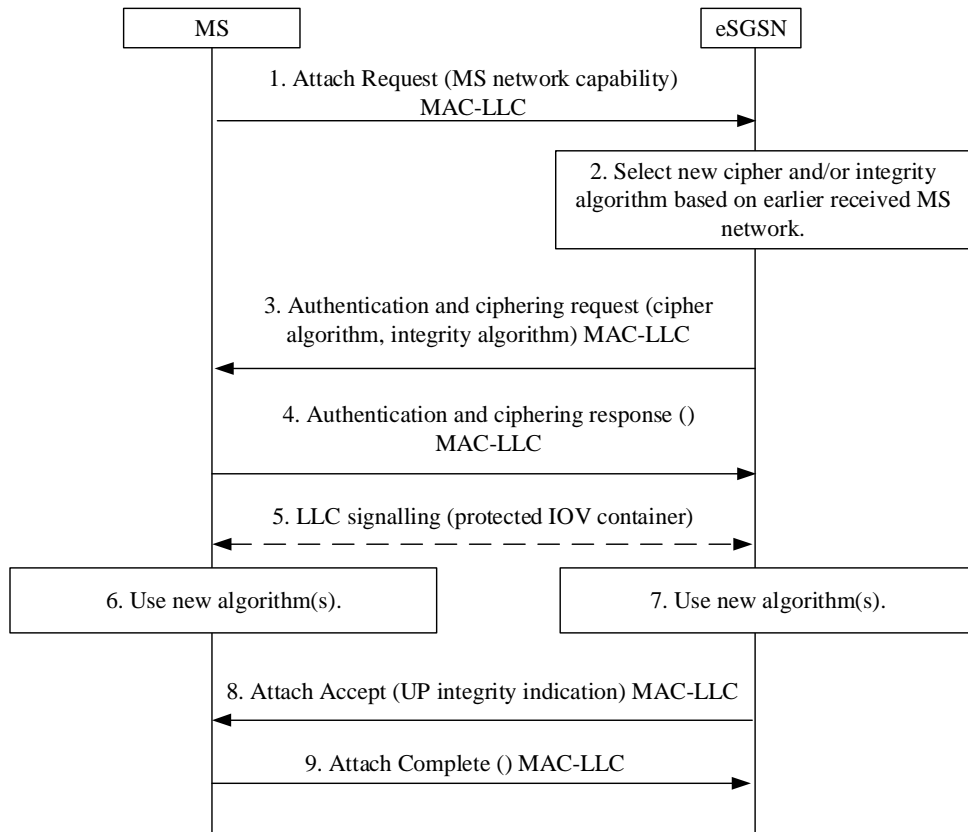 MS
eSGSN
1. Attach Request (MS network capability)
MAC-LLC
2. Select new cipher and/or integrity
algorithm based on earlier received MS
network.
3. Authentication and ciphering request (cipher
algorithm, integrity algorithm) MAC-LLC
4. Authentication and ciphering response ()
MAC-LLC
5. LLC signalling (protected IOV container)
6. Use new algorithm(s).
7. Use new algorithm(s).
8. Attach Accept (UP integrity indication) MAC-LLC
9. Attach Complete () MAC-LLC